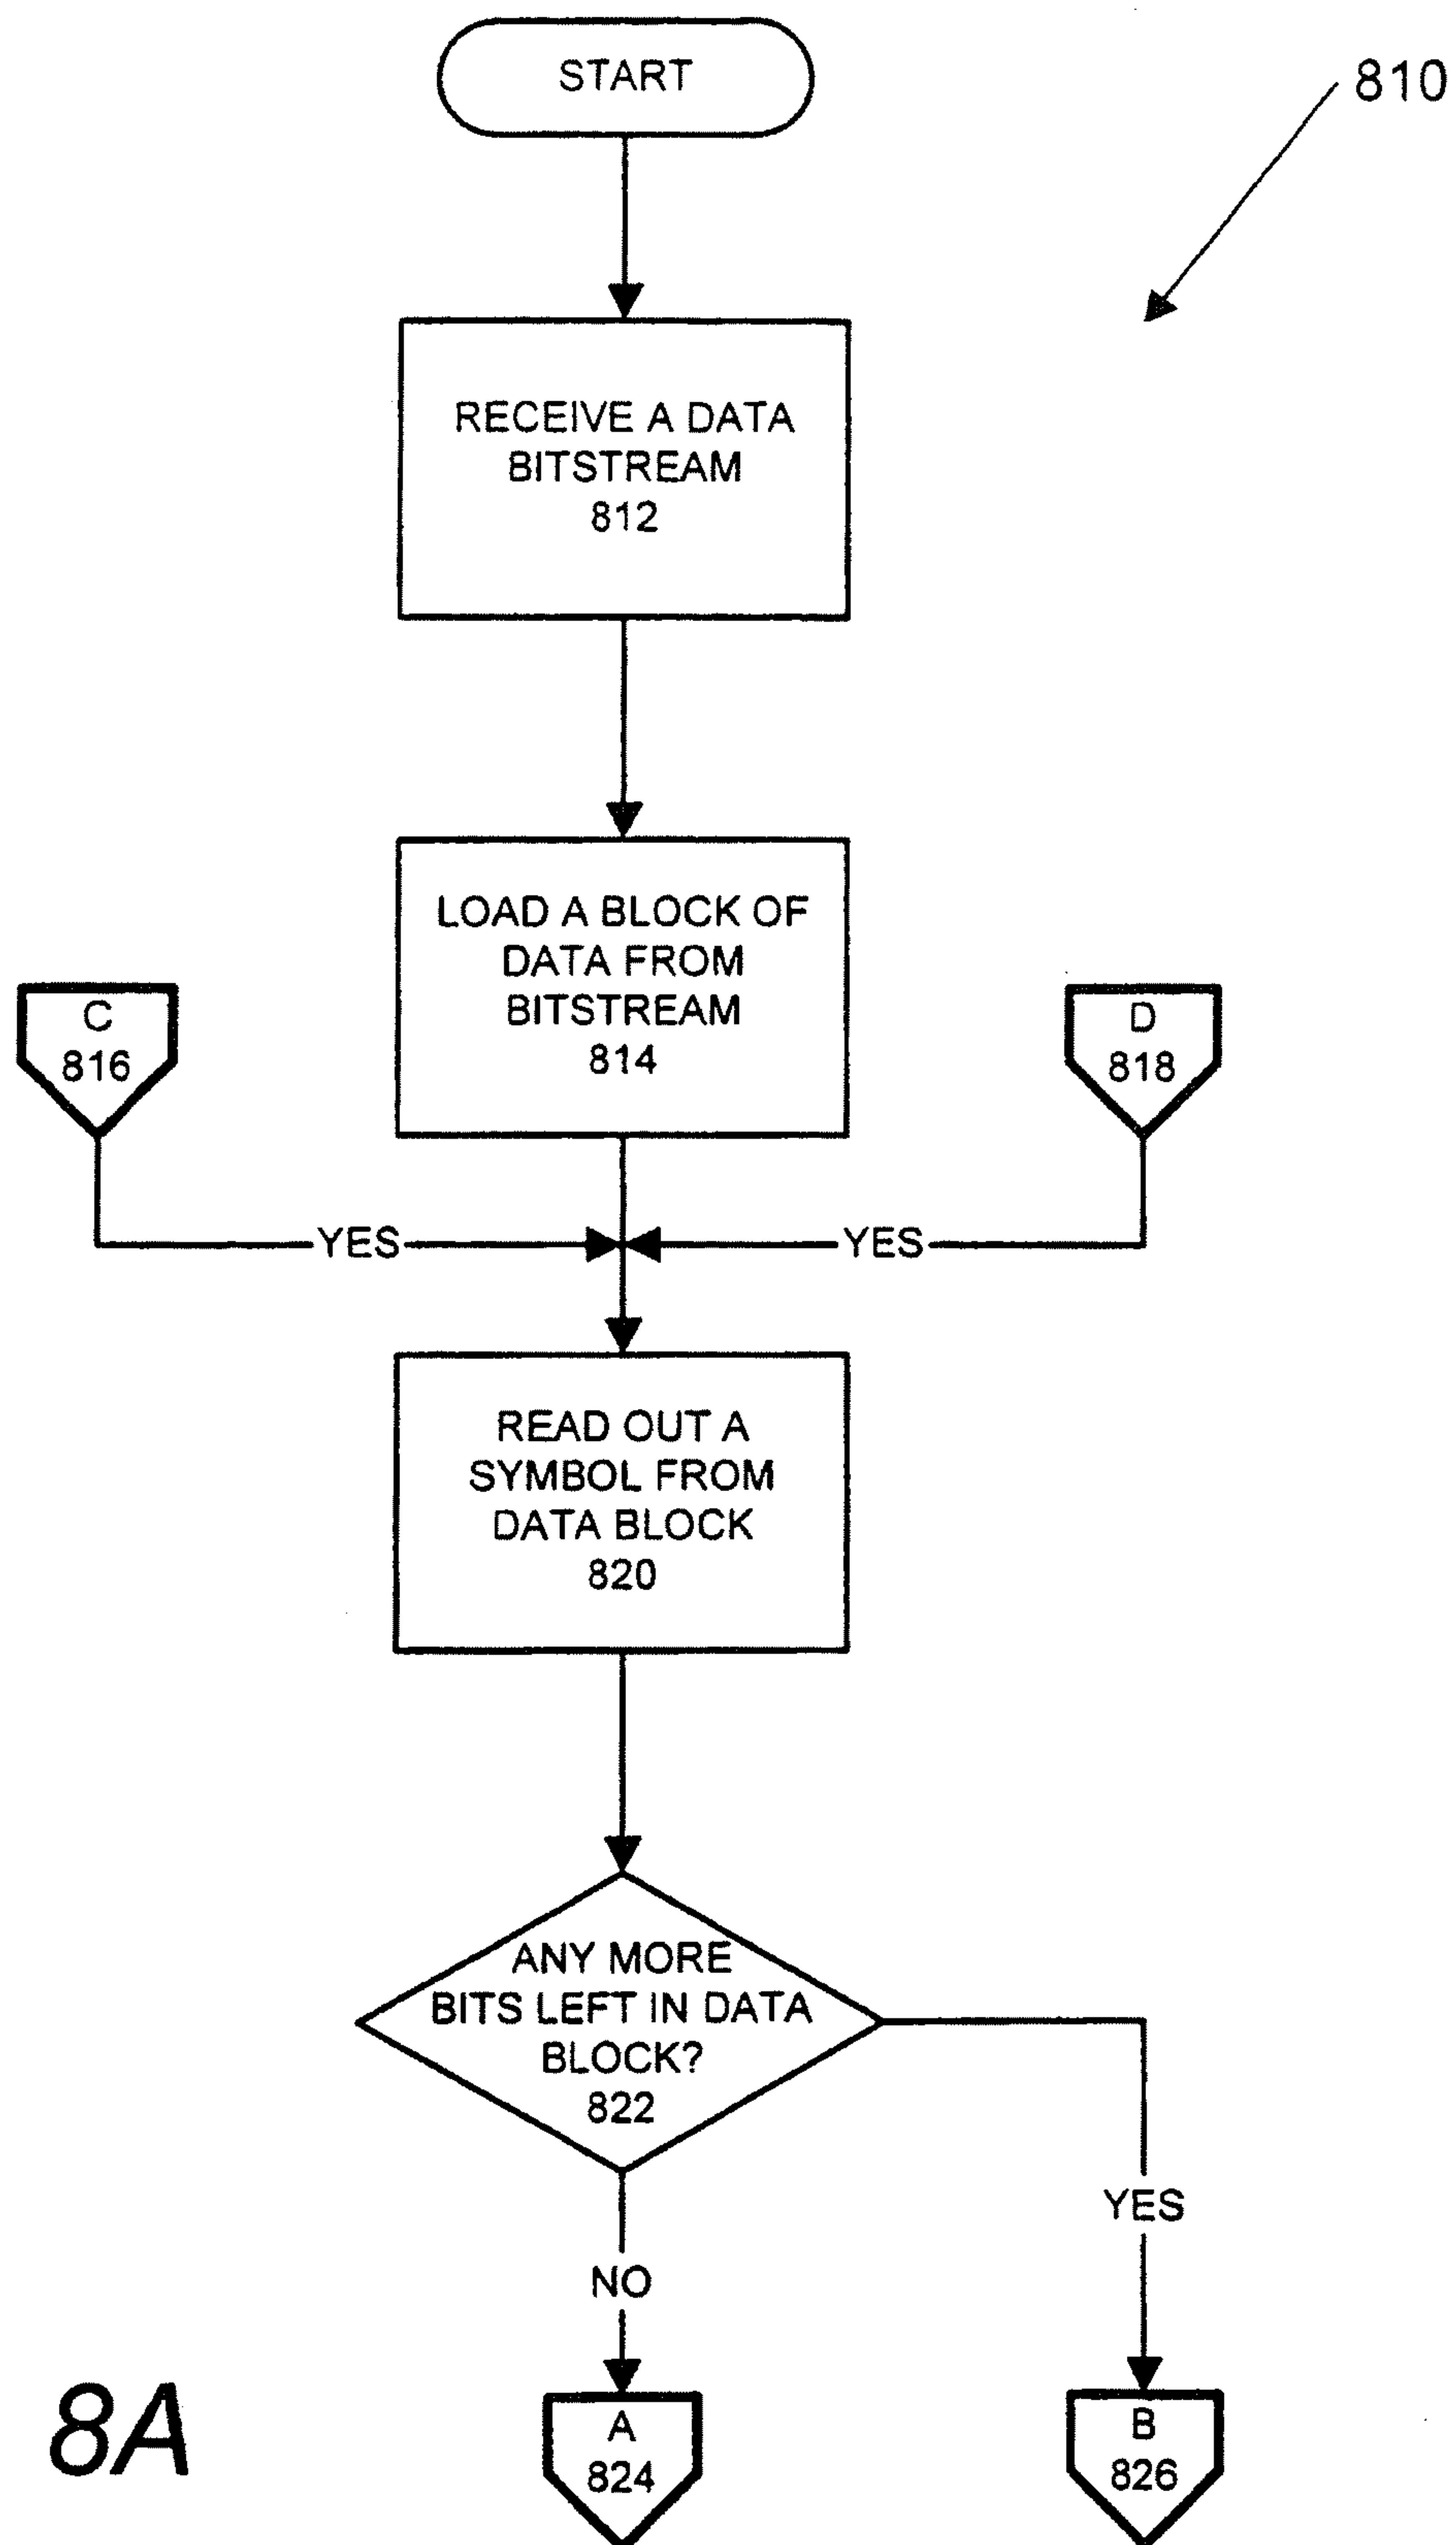 START
810
RECEIVE A DATA
BITSTREAM
812
LOAD A BLOCK OF
DATA FROM
BITSTREAM
814
C
816
D
818
YES
YES
READ OUT A
SYMBOL FROM
DATA BLOCK
820
ANY MORE
BITS LEFT IN DATA
BLOCK?
822
YES
NO
A
824
B
826
8A